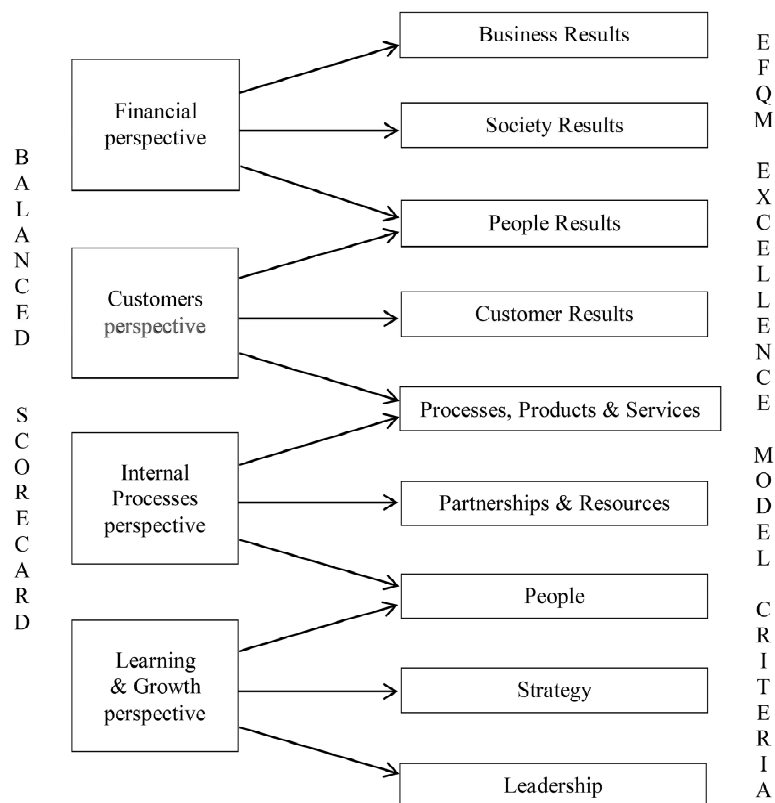 BALANCED SCORECARD
Financial
perspective
Customers
perspective
Internal
Processes
perspective
Learning
& Growth
perspective
Business Results
Society Results
People Results
Customer Results
Processes, Products & Services
Partnerships & Resources
People
Strategy
Leadership
EFQM EXCELLENCE MODEL CRITERIA